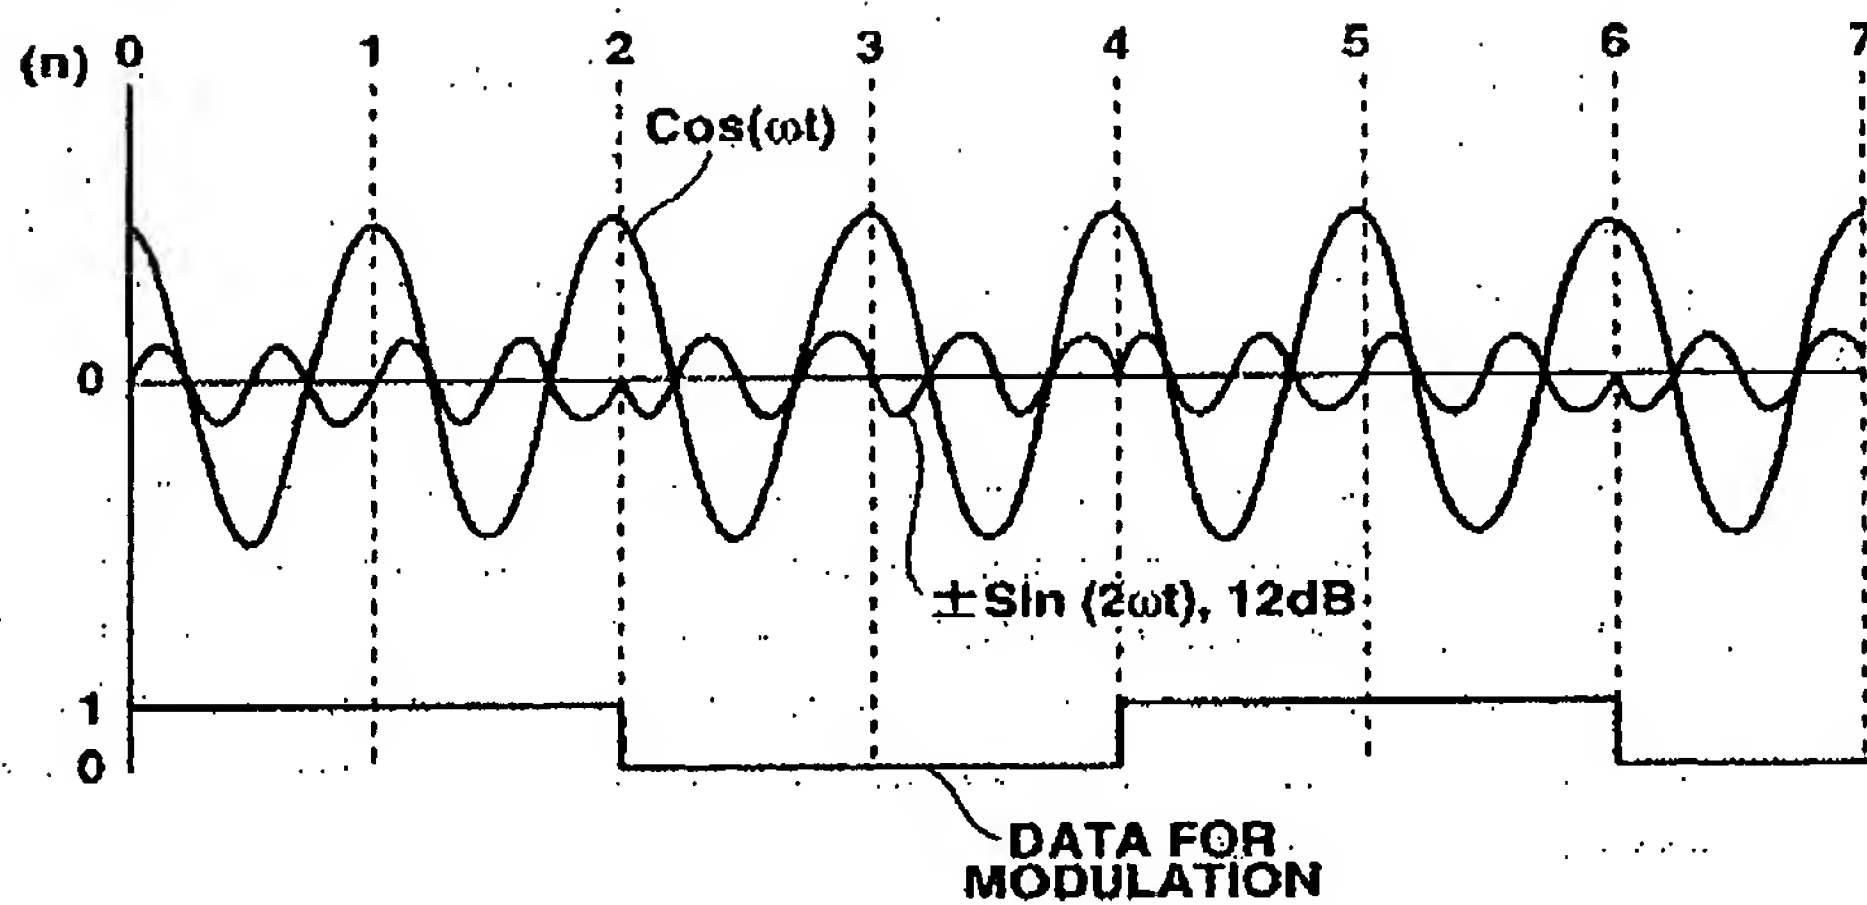 (n) 0 1 2 3 4 5 6 7
Cos(ωt)
0
±Sin (2ωt), 12dB
1
0
DATA FOR
MODULATION